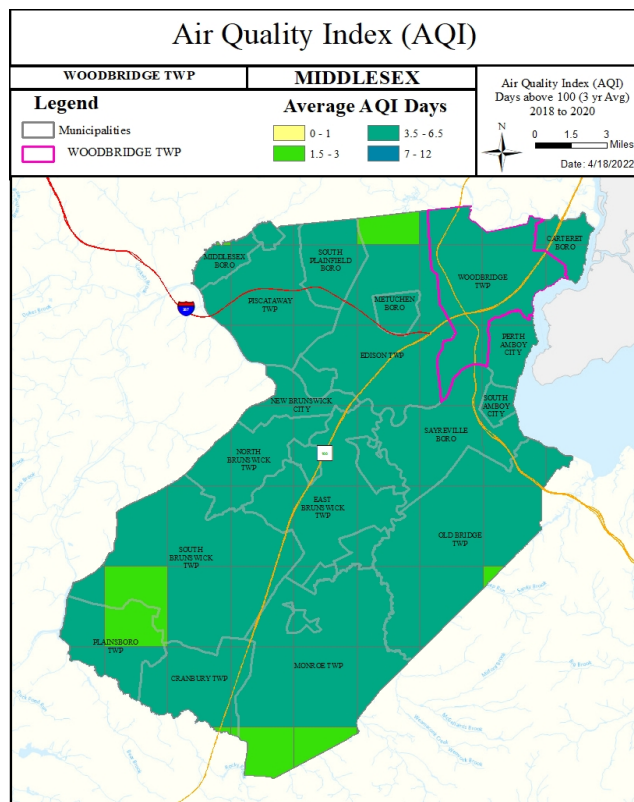 Air Quality Index (AQI)
WOODBRIDGE TWP
MIDDLESEX
Legend
Municipalities
WOODBRIDGE TWP
Average AQI Days
0 - 1
1.5 - 3
3.5 - 6.5
7 - 12
Air Quality Index (AQI)
Days above 100 (3 yr Avg)
2018 to 2020
N
0 1.5 3
Miles
Date: 4/18/2022
MIDDLESEX
BORO
SOUTH
PLAINFIELD
BORO
CARTERET
BORO
WOODBRIDGE
TWP
PISCATAWAY
TWP
METUCHEN
BORO
PERTH
AMBOY
CITY
EDISON TWP
NEW BRUNSWICK
CITY
SOUTH
AMBOY
CITY
SAYREVILLE
BORO
NORTH
BRUNSWICK
TWP
EAST
BRUNSWICK
TWP
OLD BRIDGE
TWP
SOUTH
BRUNSWICK
TWP
PLAINSBORO
TWP
CRANBURY TWP
MONROE TWP